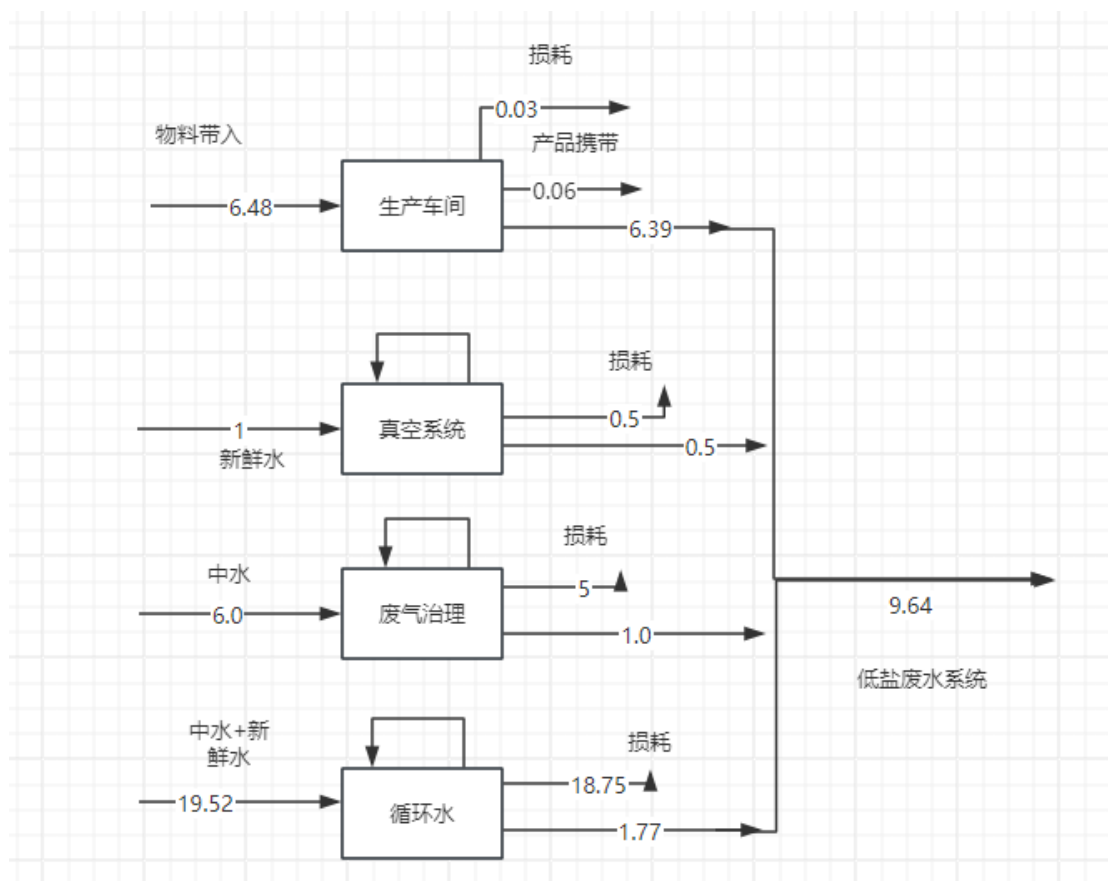 损耗
0.03
物料带入
产品携带
6.48
生产车间
0.06
6.39
损耗
1
真空系统
0.5
0.5
新鲜水
损耗
中水
5
6.0
废气治理
1.0
9.64
低盐废水系统
中水+新
鲜水
损耗
19.52
循环水
18.75
1.77